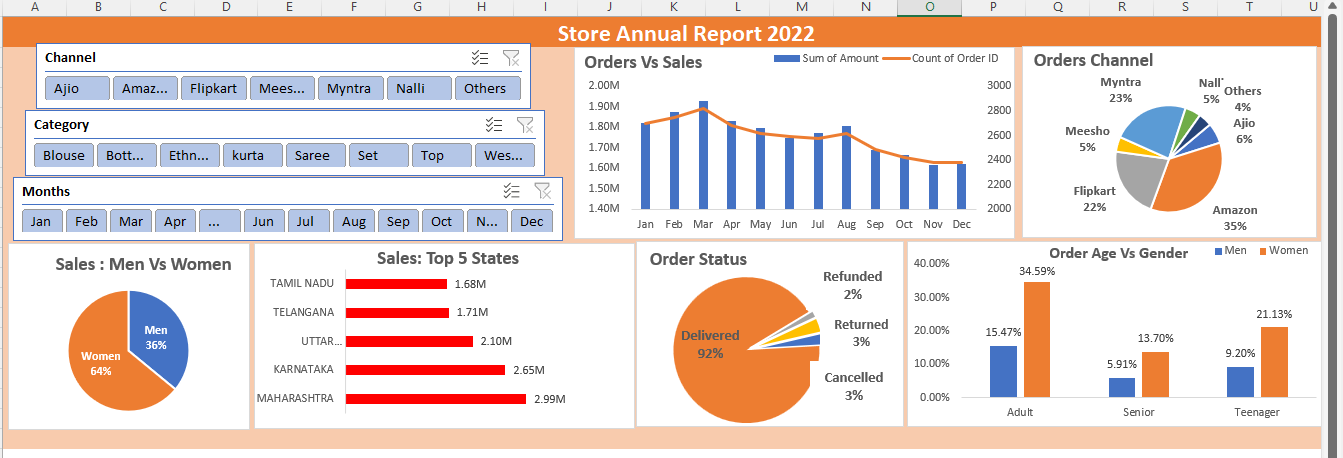 A B C D E F G H I J K L M N O P Q R S T U
Store Annual Report 2022
Channel
Ajio Amaz... Flipkart Mees... Myntra Nalli Others
Category
Blouse Bott... Ethn... kurta Saree Set Top Wes...
Months
Jan Feb Mar Apr ... Jun Jul Aug Sep Oct N... Dec
Orders Vs Sales
Sum of Amount Count of Order ID
2.00M
1.90M
1.80M
1.70M
1.60M
1.50M
1.40M
3000
2800
2600
2400
2200
2000
Jan Feb Mar Apr May Jun Jul Aug Sep Oct Nov Dec
Orders Channel
Myntra
23%
Nall
5%
Others
4%
Ajio
6%
Meesho
5%
Flipkart
22%
Amazon
35%
Sales : Men Vs Women
Men
36%
Women
64%
Sales: Top 5 States
TAMIL NADU 1.68M
TELANGANA 1.71M
UTTAR... 2.10M
KARNATAKA 2.65M
MAHARASHTRA 2.99M
Order Status
Refunded
2%
Returned
3%
Delivered
92%
Cancelled
3%
Order Age Vs Gender
Men Women
40.00%
30.00%
20.00%
10.00%
0.00%
15.47% 34.59%
5.91% 13.70%
9.20% 21.13%
Adult Senior Teenager